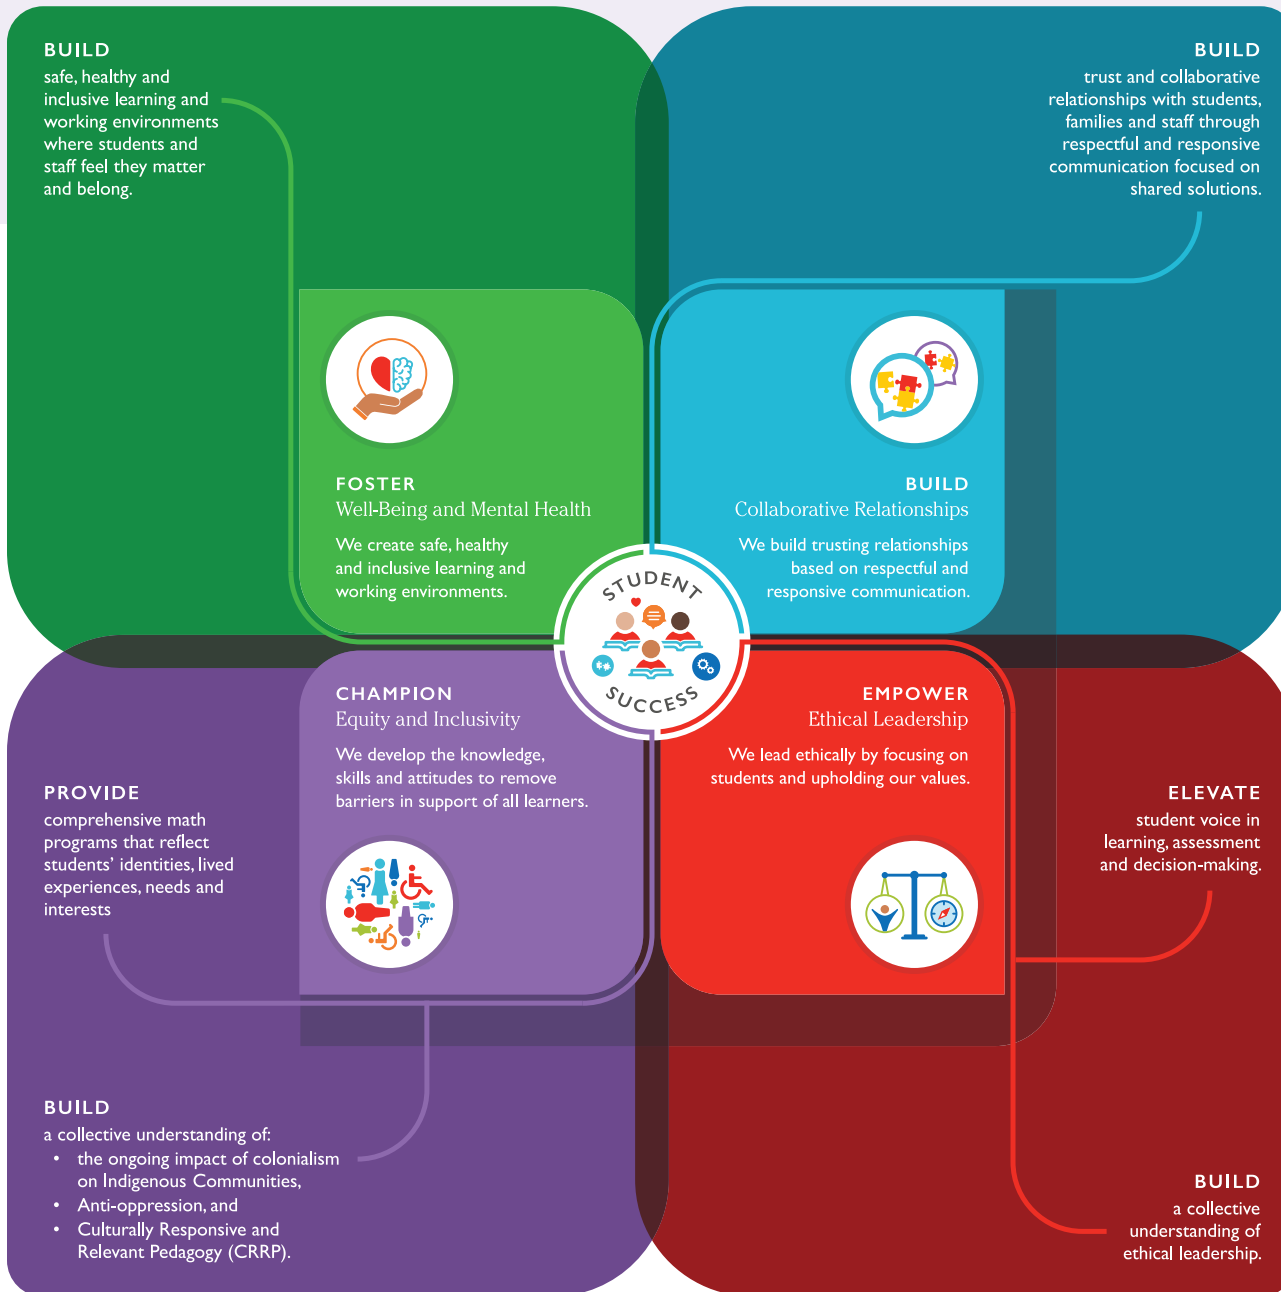 BUILD
safe, healthy and
inclusive learning and
working environments
where students and
staff feel they matter
and belong.
BUILD
trust and collaborative
relationships with students,
families and staff through
respectful and responsive
communication focused on
shared solutions.
FOSTER
Well-Being and Mental Health
We create safe, healthy
and inclusive learning and
working environments.
BUILD
Collaborative Relationships
We build trusting relationships
based on respectful and
responsive communication.
STUDENT
SUCCESS
CHAMPION
Equity and Inclusivity
We develop the knowledge,
skills and attitudes to remove
barriers in support of all learners.
EMPOWER
Ethical Leadership
We lead ethically by focusing on
students and upholding our values.
PROVIDE
comprehensive math
programs that reflect
students’ identities, lived
experiences, needs and
interests
ELEVATE
student voice in
learning, assessment
and decision-making.
BUILD
a collective understanding of:
• the ongoing impact of colonialism
on Indigenous Communities,
• Anti-oppression, and
• Culturally Responsive and
Relevant Pedagogy (CRRP).
BUILD
a collective
understanding of
ethical leadership.